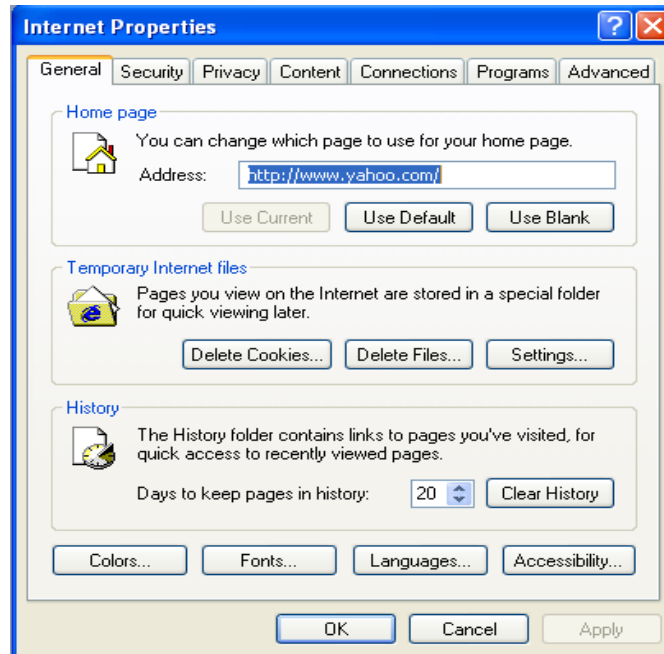 Internet Properties
General Security Privacy Content Connections Programs Advanced
Home page
You can change which page to use for your home page.
Address: http://www.yahoo.com/
Use Current Use Default Use Blank
Temporary Internet files
Pages you view on the Internet are stored in a special folder
for quick viewing later.
Delete Cookies... Delete Files... Settings...
History
The History folder contains links to pages you've visited, for
quick access to recently viewed pages.
Days to keep pages in history: 20 Clear History
Colors... Fonts... Languages... Accessibility...
OK Cancel Apply